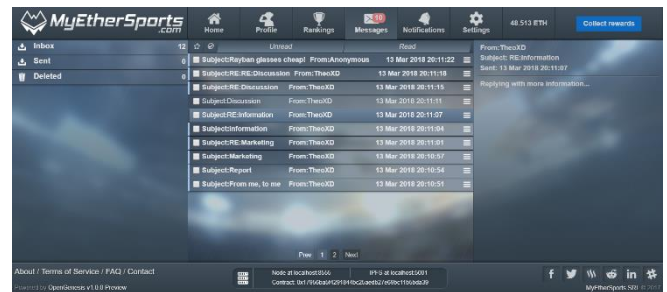 MyEtherSports
.com
Home
Profile
Rankings
10
Messages
Notifications
Settings
48.513 ETH
Collect rewards
Inbox 12
Sent 0
Deleted 0
Unread
Read
Subject:Rayban glasses cheap! From:Anonymous 13 Mar 2018 20:11:22
Subject:RE:RE:Discussion From:TheoXD 13 Mar 2018 20:11:18
Subject:RE:Discussion From:TheoXD 13 Mar 2018 20:11:15
Subject:Discussion From:TheoXD 13 Mar 2018 20:11:11
Subject:RE:Information From:TheoXD 13 Mar 2018 20:11:07
Subject:Information From:TheoXD 13 Mar 2018 20:11:04
Subject:RE:Marketing From:TheoXD 13 Mar 2018 20:11:01
Subject:Marketing From:TheoXD 13 Mar 2018 20:10:57
Subject:Report From:TheoXD 13 Mar 2018 20:10:54
Subject:From me, to me From:TheoXD 13 Mar 2018 20:10:51
Prev 1 2 Next
From:TheoXD
Subject: RE:Information
Sent: 13 Mar 2018 20:11:07
Replying with more information...
About / Terms of Service / FAQ / Contact
Powered by OpenGenesis v1.0.0 Preview
Node at localhost:8555
IPFS at localhost:5001
Contract:
MyEtherSports SRB © 2017